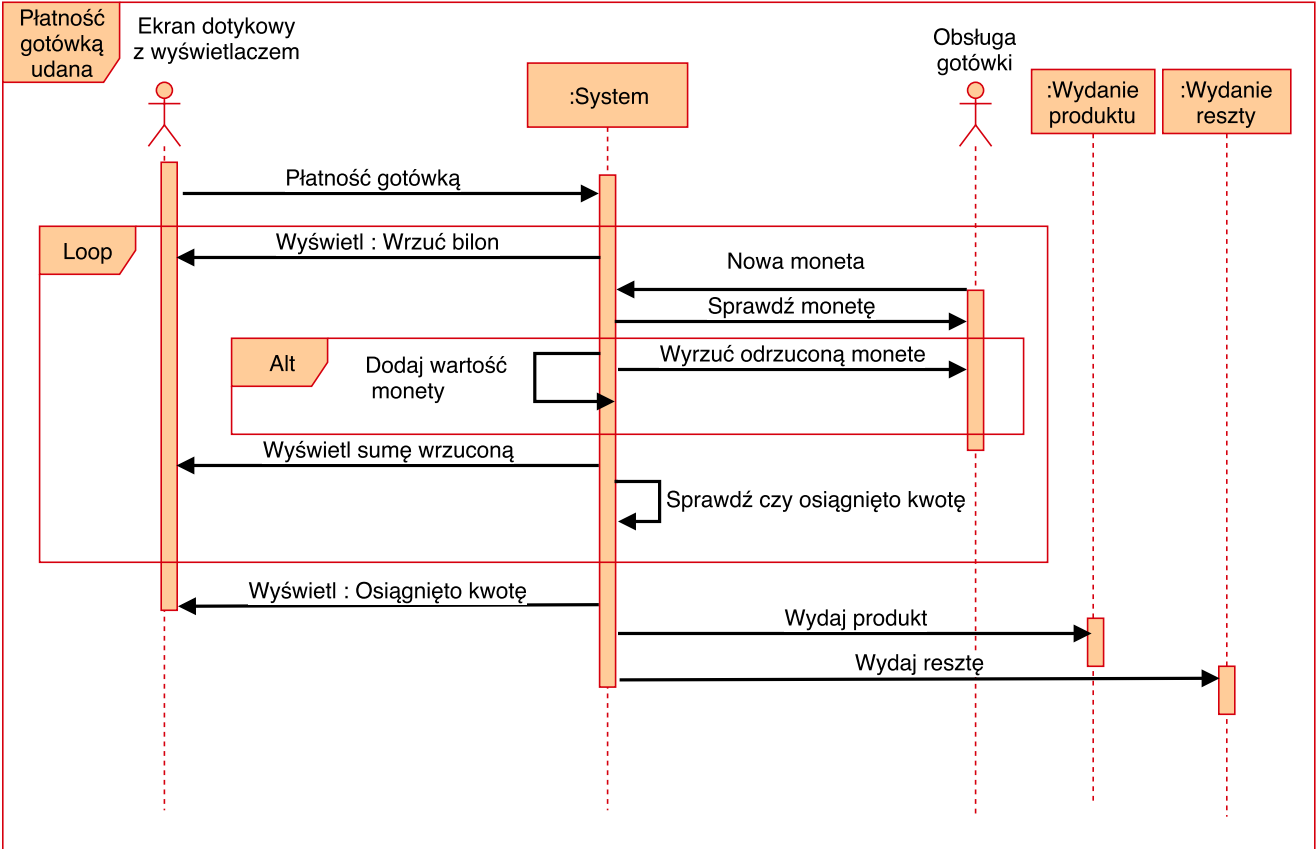 Płatność
gotówką
udana
Ekran dotykowy
z wyświetlaczem
:System
Obsługa
gotówki
:Wydanie
produktu
:Wydanie
reszty
Płatność gotówką
Loop
Wyświetl : Wrzuć bilon
Nowa moneta
Sprawdź monetę
Alt
Dodaj wartość
monety
Wyrzuć odrzuconą monete
Wyświetl sumę wrzuconą
Sprawdź czy osiągnięto kwotę
Wyświetl : Osiągnięto kwotę
Wydaj produkt
Wydaj resztę